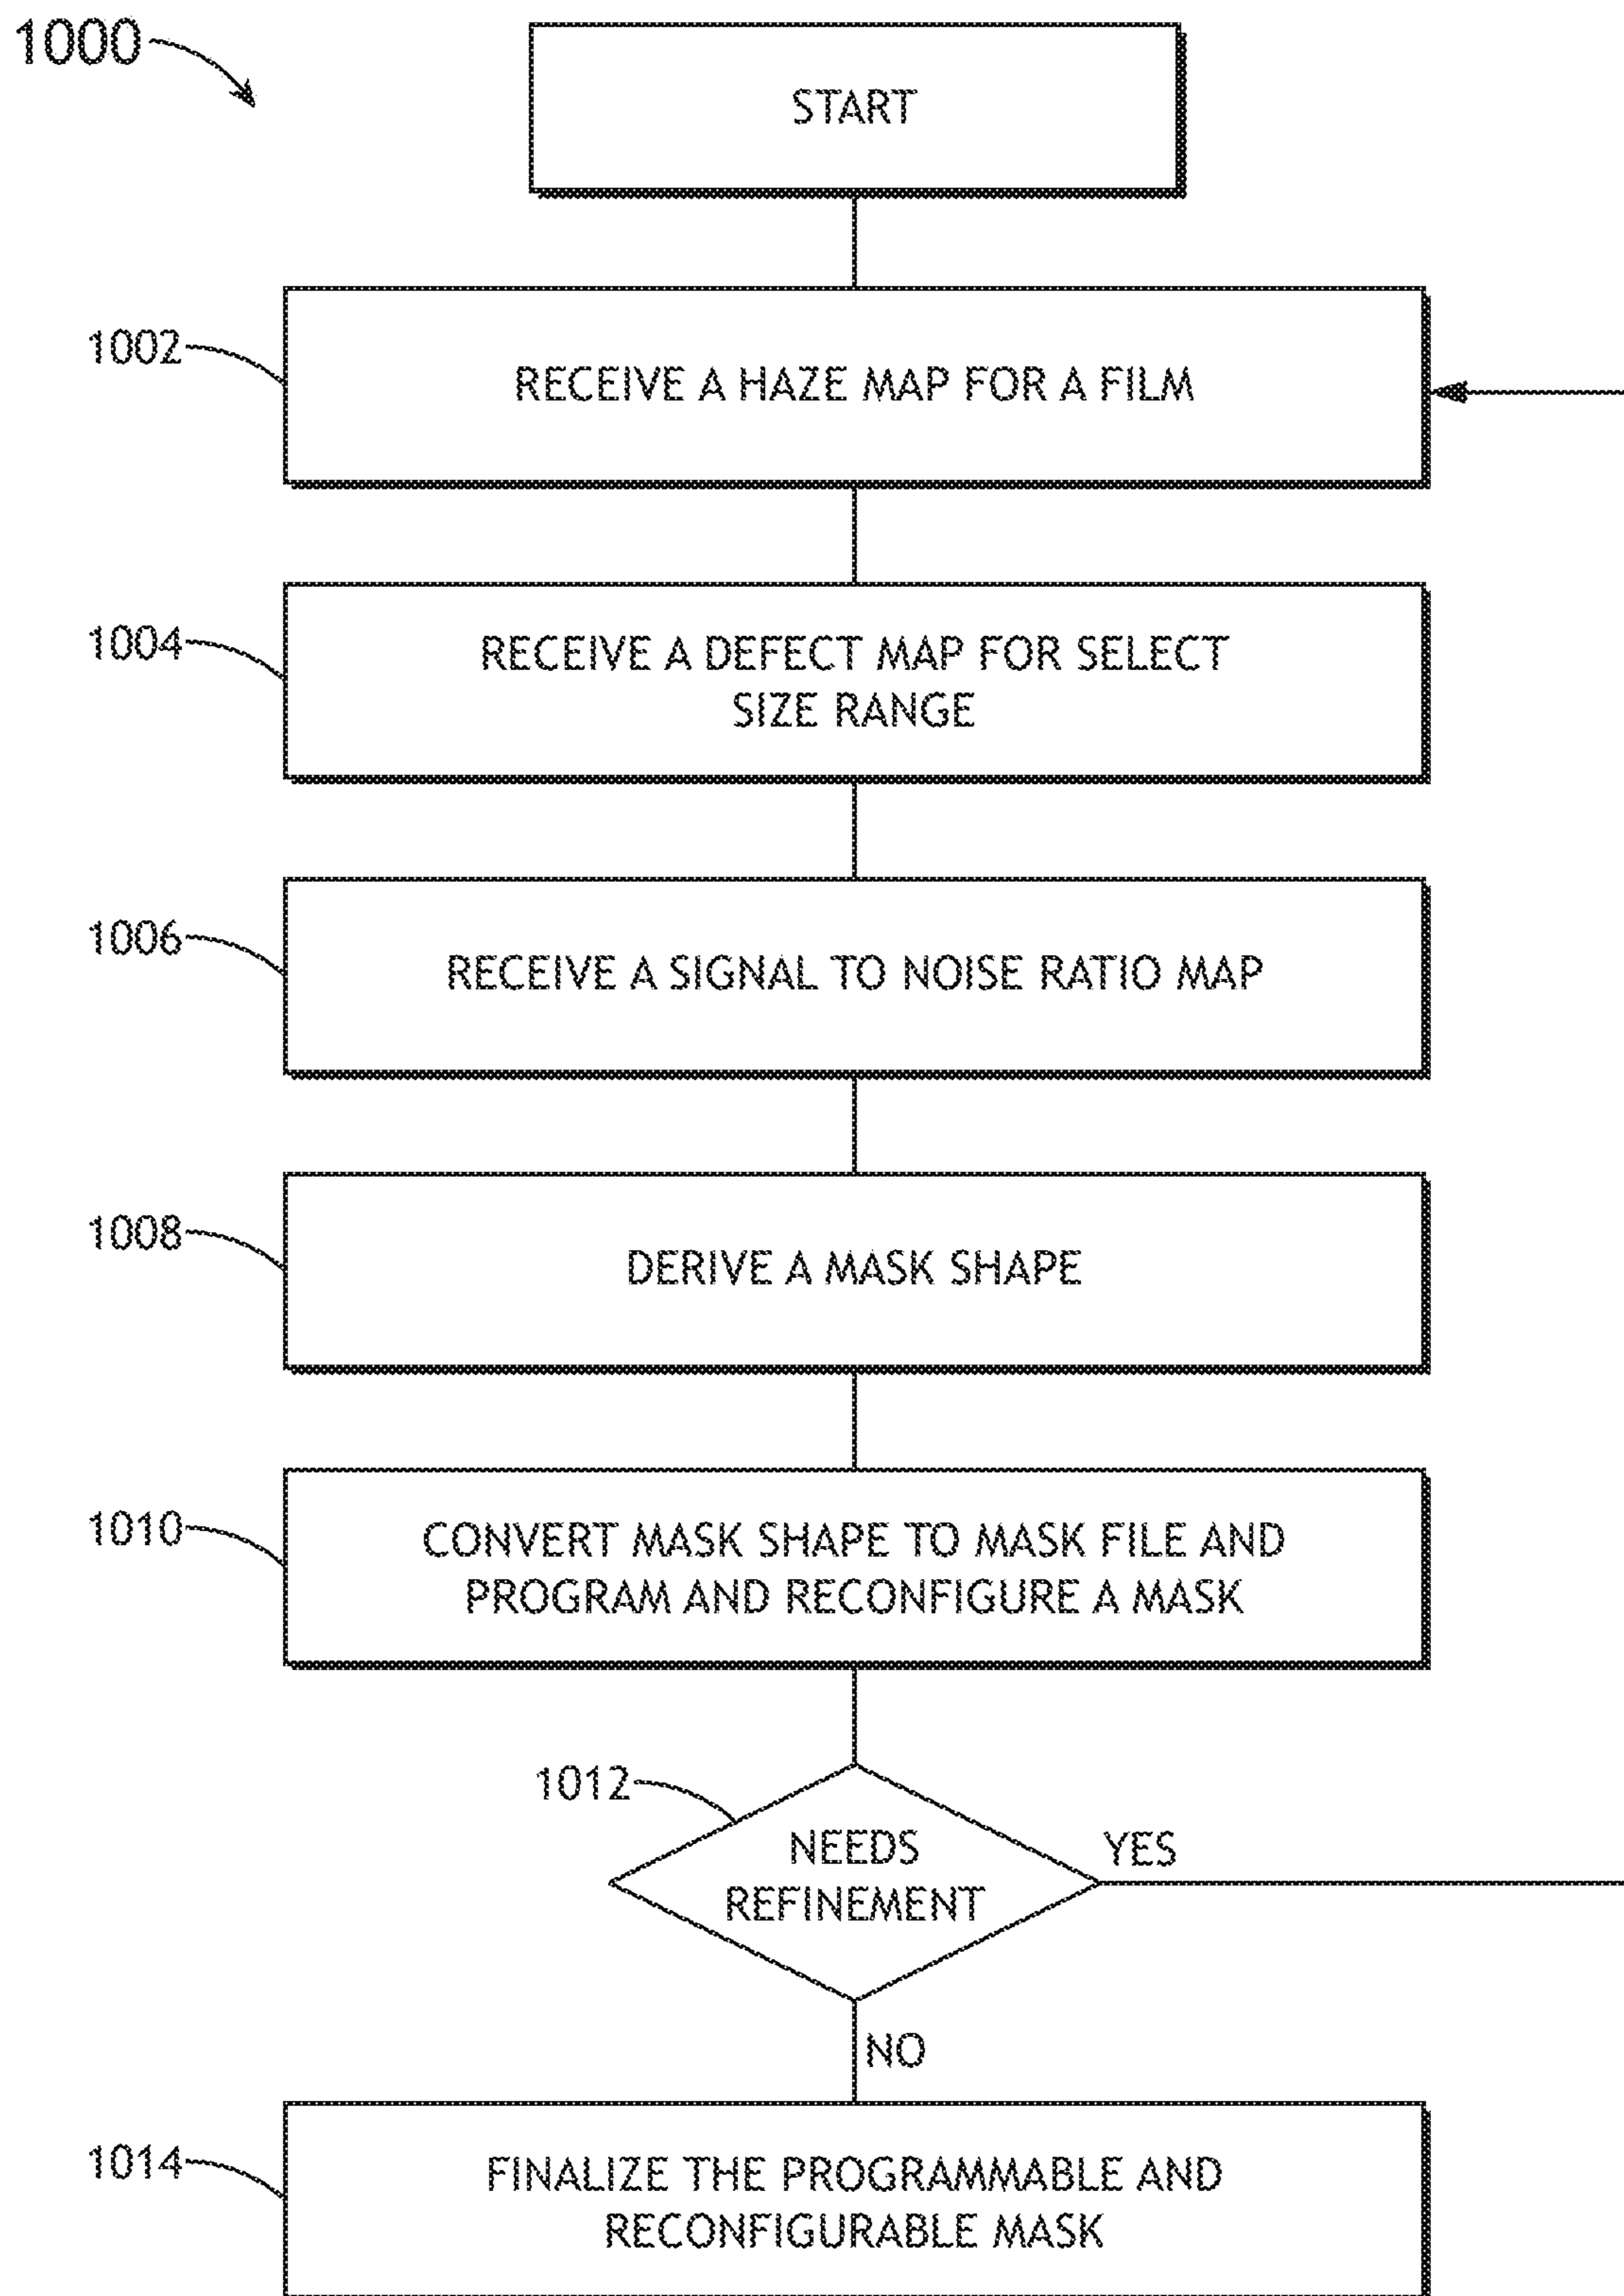 1000
START
1002
RECEIVE A HAZE MAP FOR A FILM
1004
RECEIVE A DEFECT MAP FOR SELECT
SIZE RANGE
1006
RECEIVE A SIGNAL TO NOISE RATIO MAP
1008
DERIVE A MASK SHAPE
1010
CONVERT MASK SHAPE TO MASK FILE AND
PROGRAM AND RECONFIGURE A MASK
1012
NEEDS
REFINEMENT
YES
NO
1014
FINALIZE THE PROGRAMMABLE AND
RECONFIGURABLE MASK